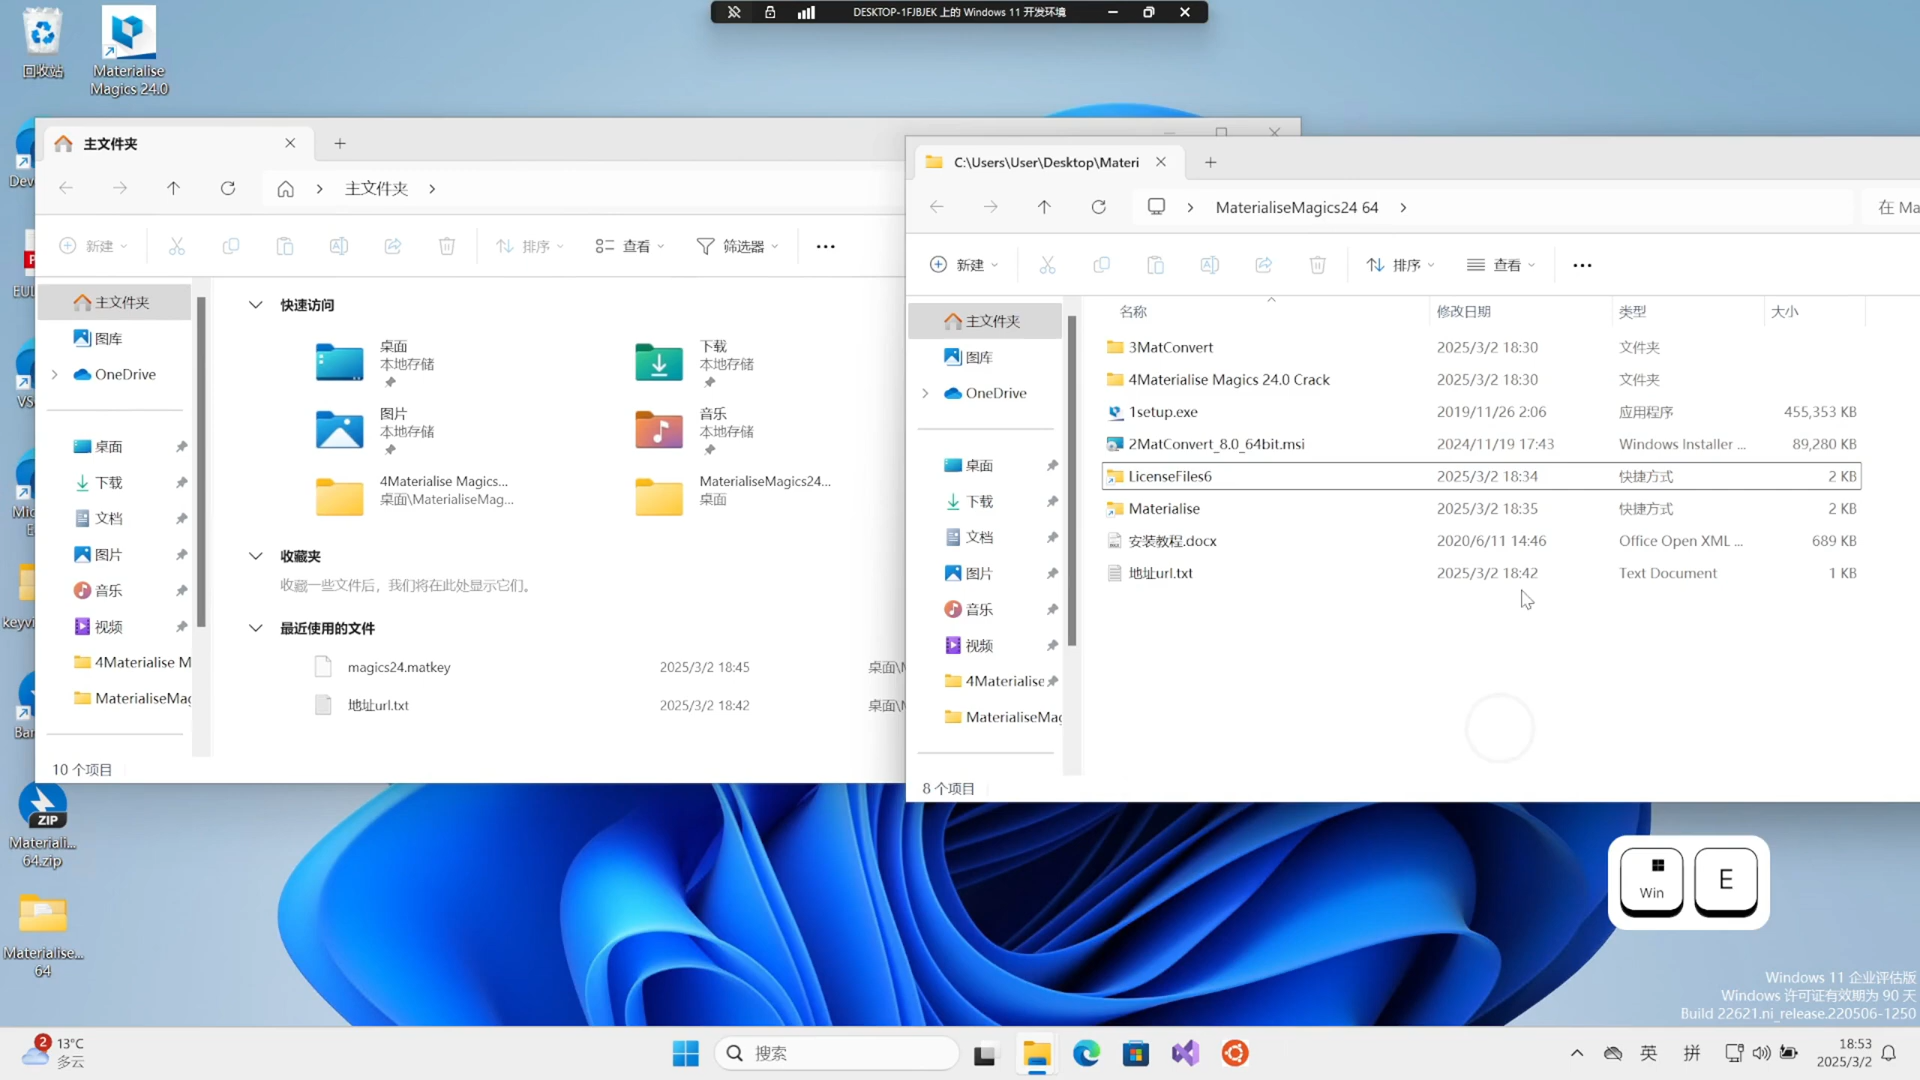 DESKTOP-1FJBJEK 上的 Windows 11 开发环境
回收站
Materialise
Magics 24.0
Dev
EUL
VS
Mic
E
keyvi
Bar
ZIP
Materiali...
64.zip
Materialise...
64
主文件夹
主文件夹
新建
排序
查看
筛选器
主文件夹
图库
OneDrive
桌面
下载
文档
图片
音乐
视频
4Materialise M
MaterialiseMag
10 个项目
快速访问
桌面
本地存储
下载
本地存储
图片
本地存储
音乐
本地存储
4Materialise Magics...
桌面\MaterialiseMag...
MaterialiseMagics24...
桌面
收藏夹
收藏一些文件后，我们将在此处显示它们。
最近使用的文件
magics24.matkey 2025/3/2 18:45 桌面\
地址url.txt 2025/3/2 18:42 桌面\
C:\Users\User\Desktop\Materi
MaterialiseMagics24 64
在 Ma
新建
排序
查看
主文件夹
图库
OneDrive
桌面
下载
文档
图片
音乐
视频
4Materialise
MaterialiseMag
8 个项目
名称 修改日期 类型 大小
3MatConvert 2025/3/2 18:30 文件夹
4Materialise Magics 24.0 Crack 2025/3/2 18:30 文件夹
1setup.exe 2019/11/26 2:06 应用程序 455,353 KB
2MatConvert_8.0_64bit.msi 2024/11/19 17:43 Windows Installer ... 89,280 KB
LicenseFiles6 2025/3/2 18:34 快捷方式 2 KB
Materialise 2025/3/2 18:35 快捷方式 2 KB
安装教程.docx 2020/6/11 14:46 Office Open XML ... 689 KB
地址url.txt 2025/3/2 18:42 Text Document 1 KB
Win
E
Windows 11 企业评估版
Windows 许可证有效期为 90 天
Build 22621.ni_release.220506-1250
2
13°C
多云
搜索
英
拼
18:53
2025/3/2